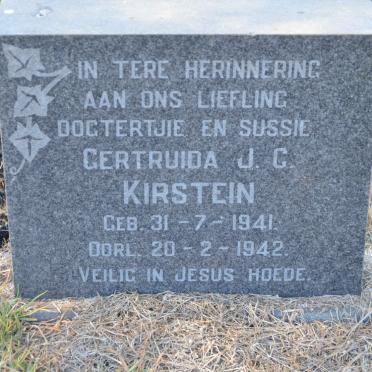 IN TERE HERINNERING
AAN ONS LIEFLING
DOGTERTJIE EN SUSSIE
GERTRUIDA J. C.
KIRSTEIN
GEB. 31-7-1941.
OORL. 20-2-1942.
VEILIG IN JESUS HOEDE.